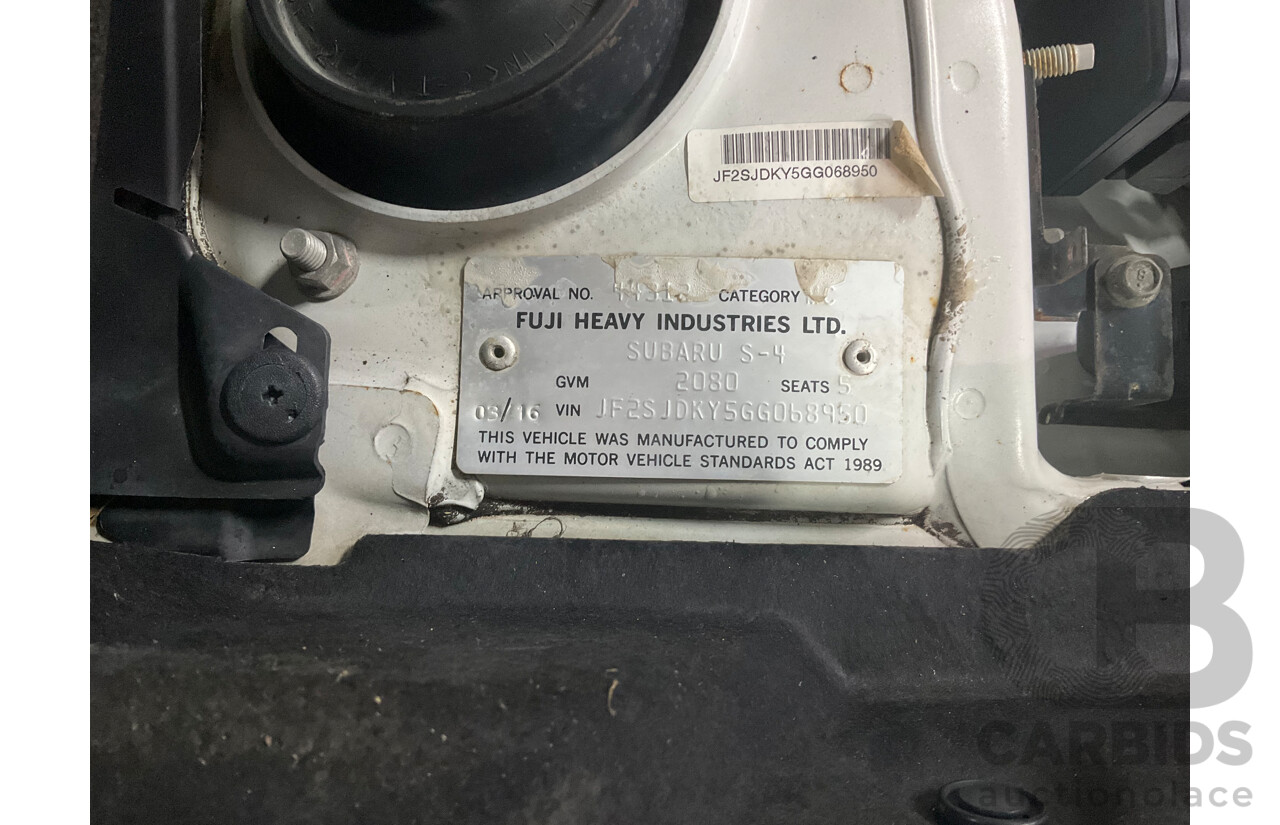 JF2SJDKY5GG068950
APPROVAL NO. CATEGORY
FUJI HEAVY INDUSTRIES LTD.
SUBARU S-4
GVM 2080 SEATS 5
03/16 VIN JF2SJDKY5GG068950
THIS VEHICLE WAS MANUFACTURED TO COMPLY
WITH THE MOTOR VEHICLE STANDARDS ACT 1989
CB
CARBIDS
auctionplace